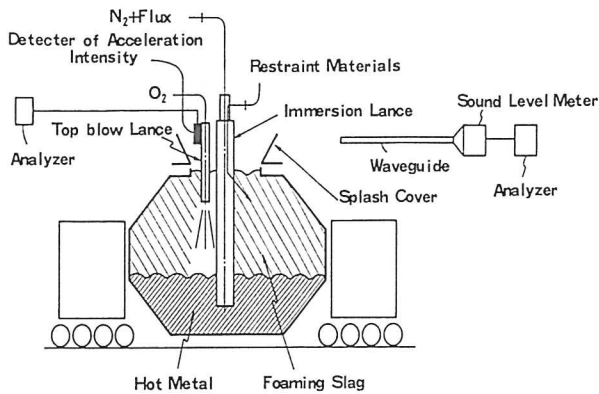 N₂+Flux
Detecter of Acceleration
Intensity
Restraint Materials
O₂
Immersion Lance
Sound Level Meter
Top blow Lance
Analyzer
Waveguide
Splash Cover
Analyzer
Hot Metal
Foaming Slag